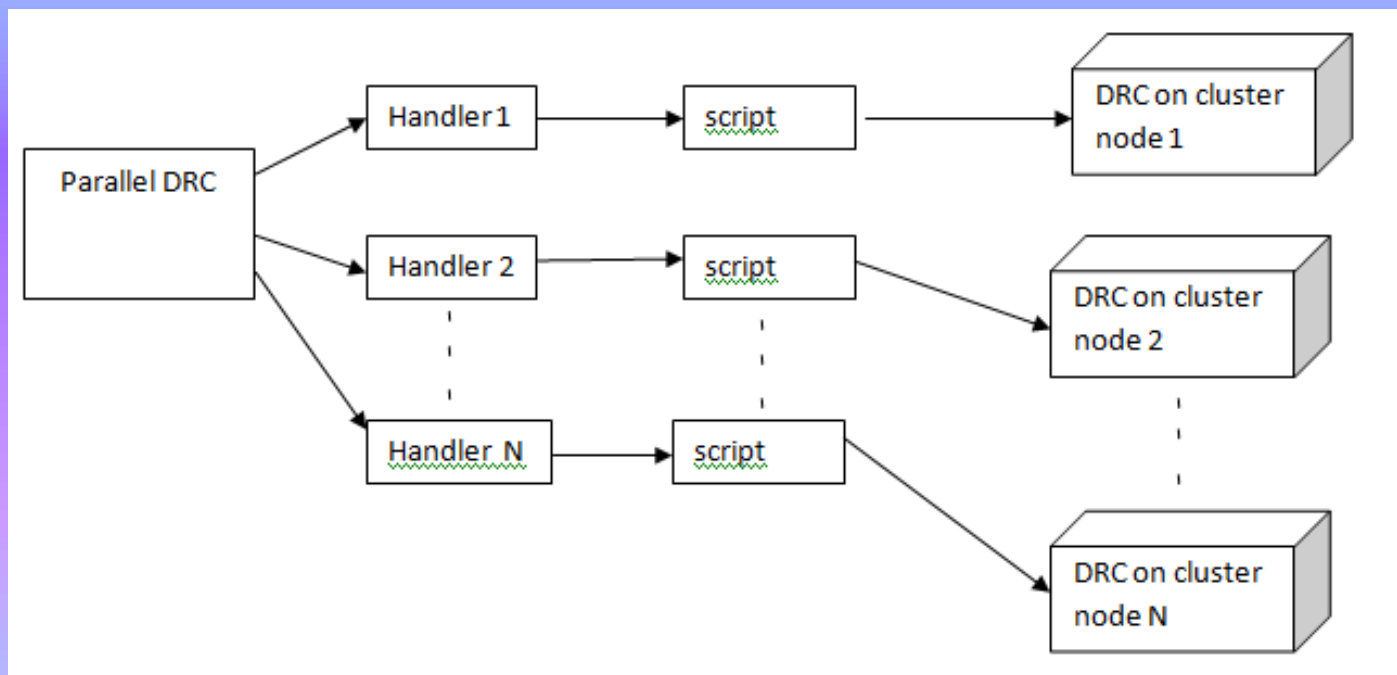 Parallel DRC
Handler 1
script
DRC on cluster
node 1
Handler 2
script
DRC on cluster
node 2
Handler N
script
DRC on cluster
node N